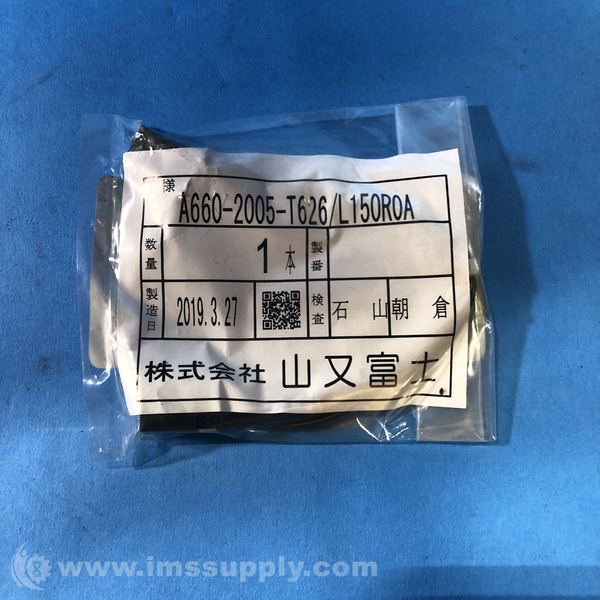 様 A660-2005-T626/L150R0A
数量 1本 製番
製造日 2019.3.27 検査 石山 朝倉
株式会社 山又富士
www.imssupply.com